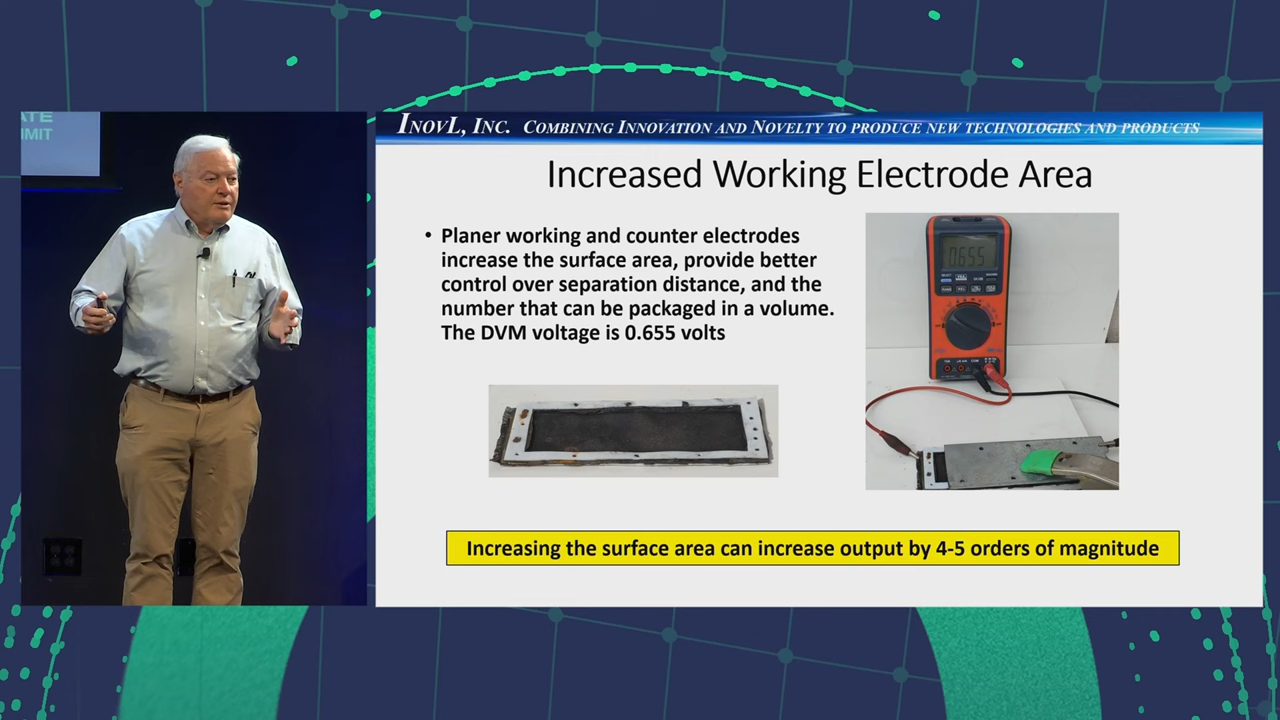 ATE
MIT
INOVL, INC. COMBINING INNOVATION AND NOVELTY TO PRODUCE NEW TECHNOLOGIES AND PRODUCTS
Increased Working Electrode Area
• Planer working and counter electrodes
increase the surface area, provide better
control over separation distance, and the
number that can be packaged in a volume.
The DVM voltage is 0.655 volts
0.655
Increasing the surface area can increase output by 4-5 orders of magnitude